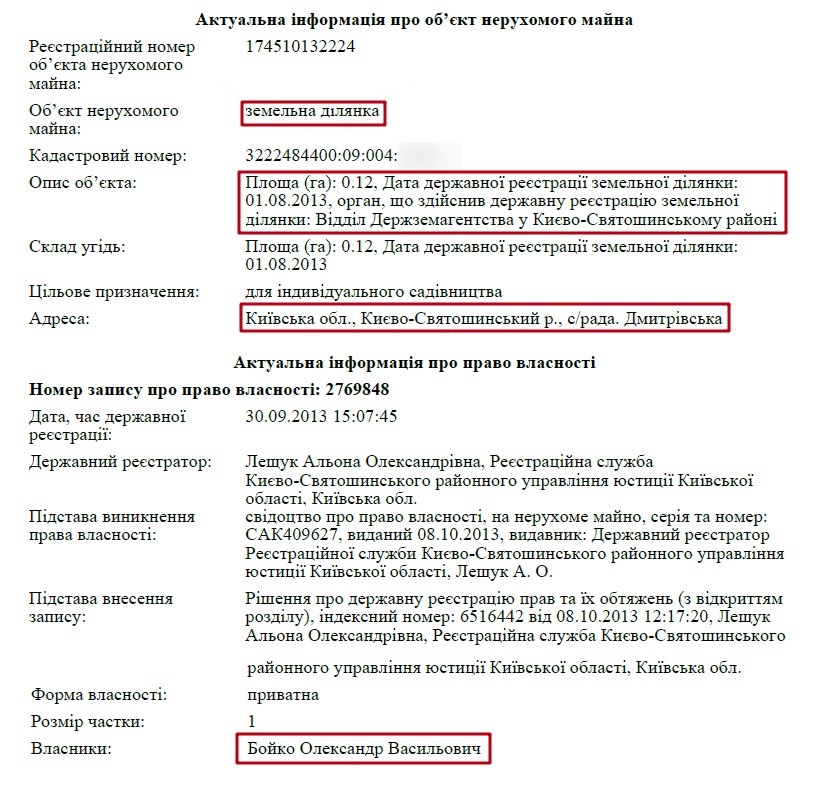 Актуальна інформація про об’єкт нерухомого майна
Реєстраційний номер об’єкта нерухомого майна: 174510132224
Об’єкт нерухомого майна: земельна ділянка
Кадастровий номер: 3222484400:09:004:
Опис об’єкта: Площа (га): 0.12, Дата державної реєстрації земельної ділянки:
01.08.2013, орган, що здійснив державну реєстрацію земельної
ділянки: Відділ Держземагентства у Києво-Святошинському районі
Склад угідь: Площа (га): 0.12, Дата державної реєстрації земельної ділянки:
01.08.2013
Цільове призначення: для індивідуального садівництва
Адреса: Київська обл., Києво-Святошинський р., с/рада. Дмитрівська
Актуальна інформація про право власності
Номер запису про право власності: 2769848
Дата, час державної реєстрації: 30.09.2013 15:07:45
Державний реєстратор: Лещук Альона Олександрівна, Реєстраційна служба
Києво-Святошинського районного управління юстиції Київської
області, Київська обл.
Підстава виникнення права власності: свідоцтво про право власності, на нерухоме майно, серія та номер:
САК409627, виданий 08.10.2013, видавник: Державний реєстратор
Реєстраційної служби Києво-Святошинського районного управління
юстиції Київської області, Лещук А. О.
Підстава внесення запису: Рішення про державну реєстрацію прав та їх обтяжень (з відкриттям
розділу), індексний номер: 6516442 від 08.10.2013 12:17:20, Лещук
Альона Олександрівна, Реєстраційна служба Києво-Святошинського
районного управління юстиції Київської області, Київська обл.
Форма власності: приватна
Розмір частки: 1
Власники: Бойко Олександр Васильович